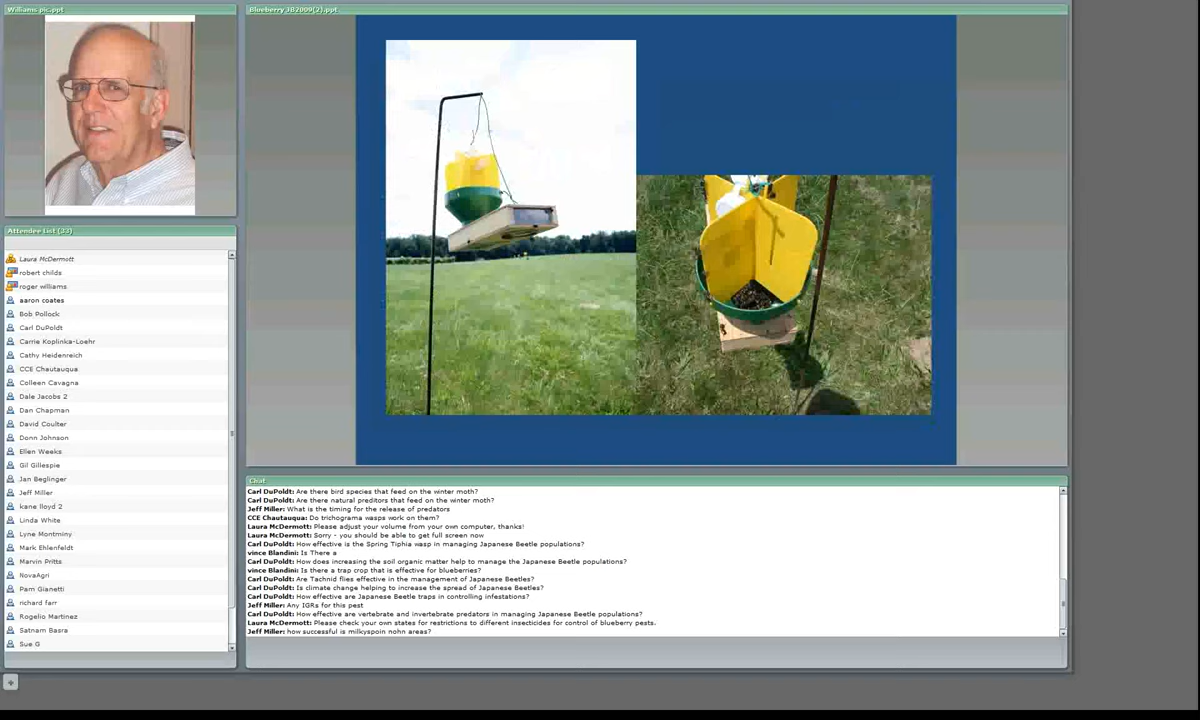 Williams pic.ppt
Attendee List (33)
Laura McDermott
robert childs
roger williams
aaron coates
Bob Pollock
Carl DuPoldt
Carrie Koplinka-Loehr
Cathy Heidenreich
CCE Chautauqua
Colleen Cavagna
Dale Jacobs 2
Dan Chapman
David Coulter
Donn Johnson
Ellen Weeks
Gil Gillespie
Jan Beglinger
Jeff Miller
kane lloyd 2
Linda White
Lyne Montminy
Mark Ehlenfeldt
Marvin Pritts
NovaAgri
Pam Gianetti
richard farr
Rogelio Martinez
Satnam Basra
Sue G
Blueberry JB2009[2].ppt
Chat
Carl DuPoldt: Are there bird species that feed on the winter moth?
Carl DuPoldt: Are there natural preditors that feed on the winter moth?
Jeff Miller: What is the timing for the release of predators
CCE Chautauqua: Do trichograma wasps work on them?
Laura McDermott: Please adjust your volume from your own computer, thanks!
Laura McDermott: Sorry - you should be able to get full screen now
Carl DuPoldt: How effective is the Spring Tiphia wasp in managing Japanese Beetle populations?
vince Blandini: Is There a
Carl DuPoldt: How does increasing the soil organic matter help to manage the Japanese Beetle populations?
vince Blandini: Is there a trap crop that is effective for blueberries?
Carl DuPoldt: Are Tachnid flies effective in the management of Japanese Beetles?
Carl DuPoldt: Is climate change helping to increase the spread of Japanese Beetles?
Carl DuPoldt: How effective are Japanese Beetle traps in controlling infestations?
Jeff Miller: Any IGRs for this pest
Carl DuPoldt: How effective are vertebrate and invertebrate predators in managing Japanese Beetle populations?
Laura McDermott: Please check your own states for restrictions to different insecticides for control of blueberry pests.
Jeff Miller: how successful is milkyspoin nohn areas?